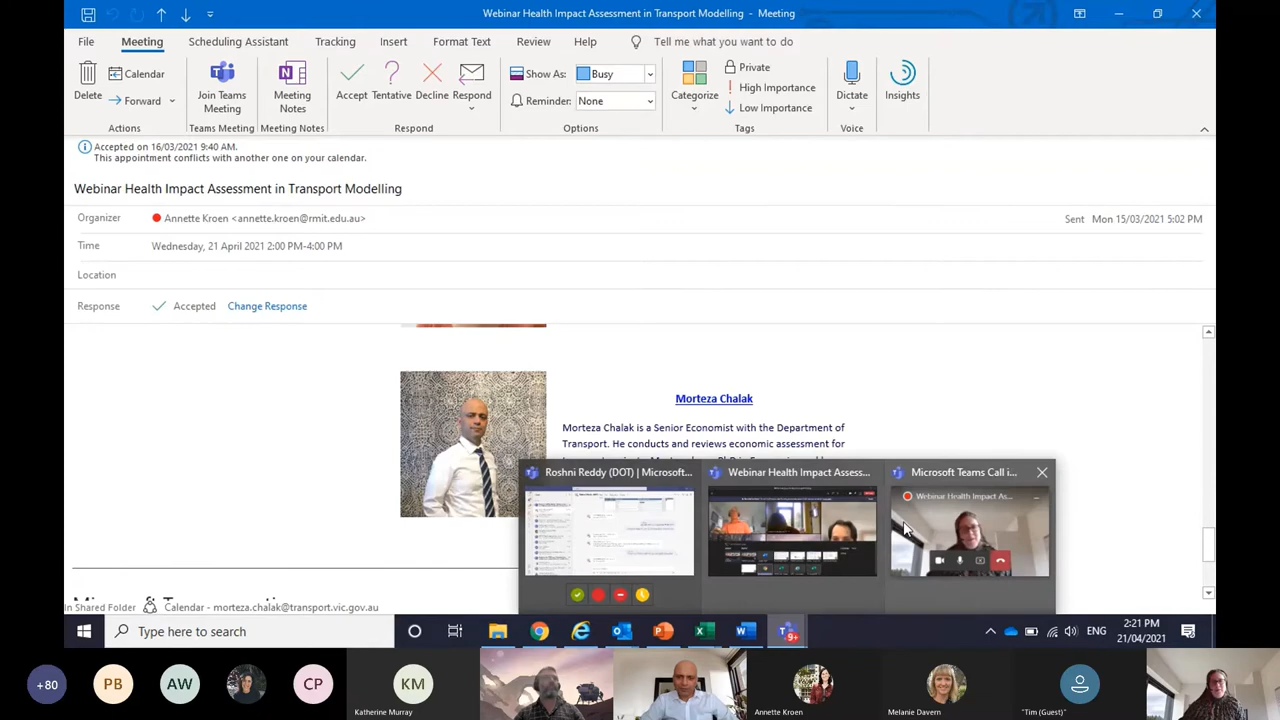 Webinar Health Impact Assessment in Transport Modelling - Meeting
File Meeting Scheduling Assistant Tracking Insert Format Text Review Help Tell me what you want to do
Delete
Calendar
Forward
Join Teams Meeting
Meeting Notes
Accept Tentative Decline Respond
Show As: Busy
Reminder: None
Categorize
Private
High Importance
Low Importance
Dictate
Insights
Actions Teams Meeting Meeting Notes Respond Options Tags Voice
Accepted on 16/03/2021 9:40 AM.
This appointment conflicts with another one on your calendar.
Webinar Health Impact Assessment in Transport Modelling
Organizer Annette Kroen <annette.kroen@rmit.edu.au> Sent Mon 15/03/2021 5:02 PM
Time Wednesday, 21 April 2021 2:00 PM-4:00 PM
Location
Response Accepted Change Response
Morteza Chalak
Morteza Chalak is a Senior Economist with the Department of
Transport. He conducts and reviews economic assessment for
Roshni Reddy (DOT) | Microsoft... Webinar Health Impact Assess... Microsoft Teams Call i...
Webinar Health Impact As...
In Shared Folder Calendar - morteza.chalak@transport.vic.gov.au
Type here to search
9+
ENG
2:21 PM
21/04/2021
+80 PB AW CP KM
Katherine Murray Annette Kroen Melanie Davern "Tim (Guest)"